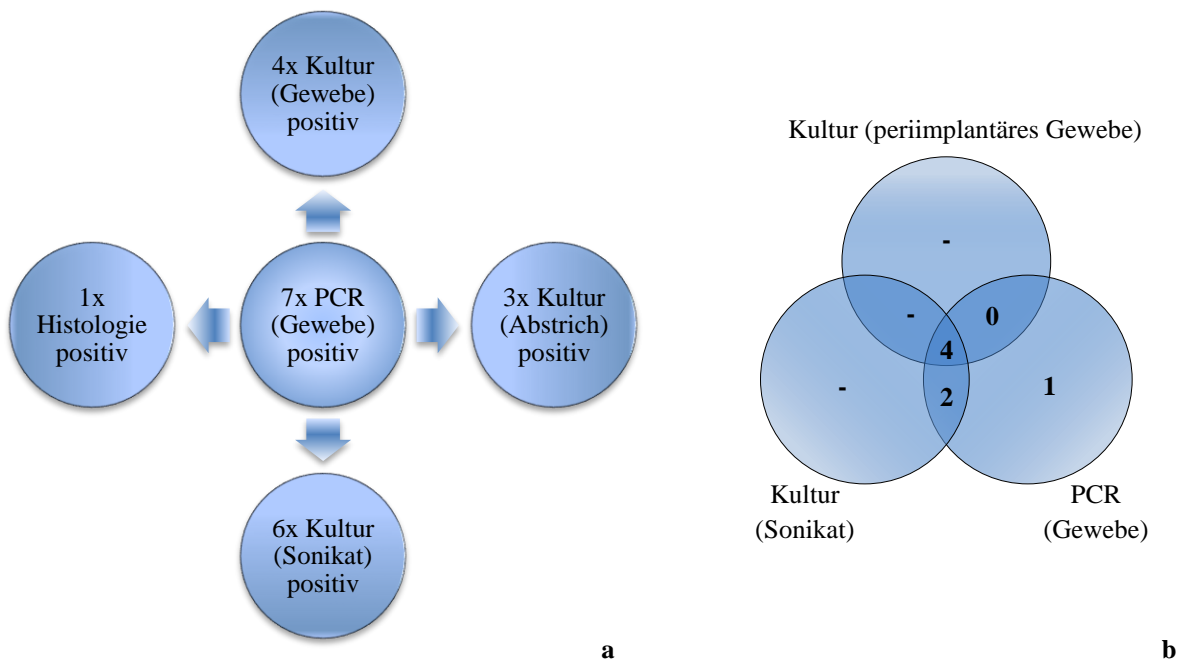 4x Kultur
(Gewebe)
positiv
1x
Histologie
positiv
7x PCR
(Gewebe)
positiv
3x Kultur
(Abstrich)
positiv
6x Kultur
(Sonikat)
positiv
a
Kultur (periimplantäres Gewebe)
-
-
0
4
-
2
1
Kultur
(Sonikat)
PCR
(Gewebe)
b